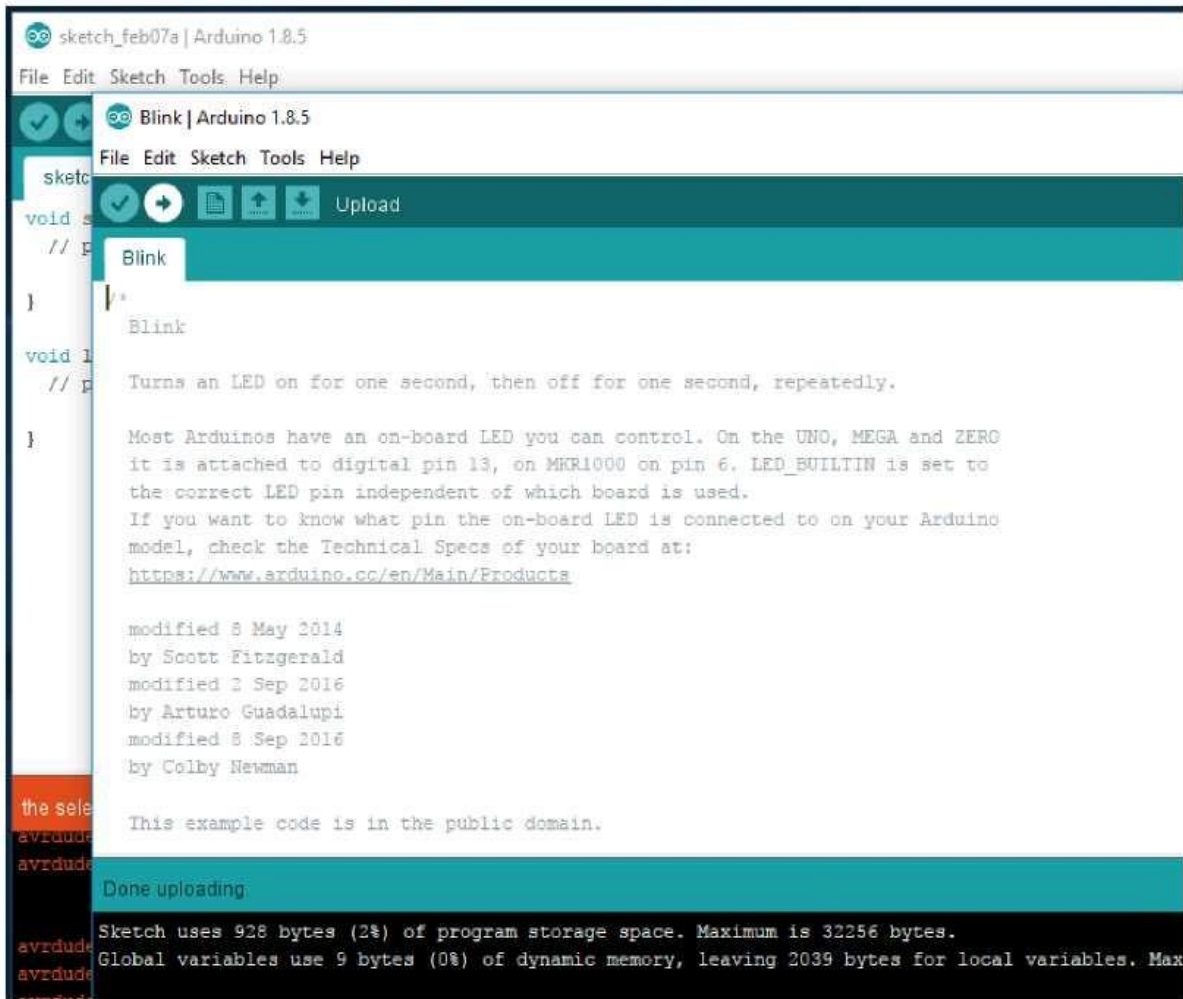 sketch_feb07a | Arduino 1.8.5
File Edit Sketch Tools Help
Blink | Arduino 1.8.5
File Edit Sketch Tools Help
Upload
sketc
Blink
void s
// p
}
void l
// p
}
/*
Blink
Turns an LED on for one second, then off for one second, repeatedly.
Most Arduinos have an on-board LED you can control. On the UNO, MEGA and ZERO
it is attached to digital pin 13, on MKR1000 on pin 6. LED_BUILTIN is set to
the correct LED pin independent of which board is used.
If you want to know what pin the on-board LED is connected to on your Arduino
model, check the Technical Specs of your board at:
https://www.arduino.cc/en/Main/Products
modified 8 May 2014
by Scott Fitzgerald
modified 2 Sep 2016
by Arturo Guadalupi
modified 8 Sep 2016
by Colby Newman
This example code is in the public domain.
the sele
avrdude
avrdude
Done uploading.
Sketch uses 928 bytes (2%) of program storage space. Maximum is 32256 bytes.
Global variables use 9 bytes (0%) of dynamic memory, leaving 2039 bytes for local variables. Max
avrdude
avrdude